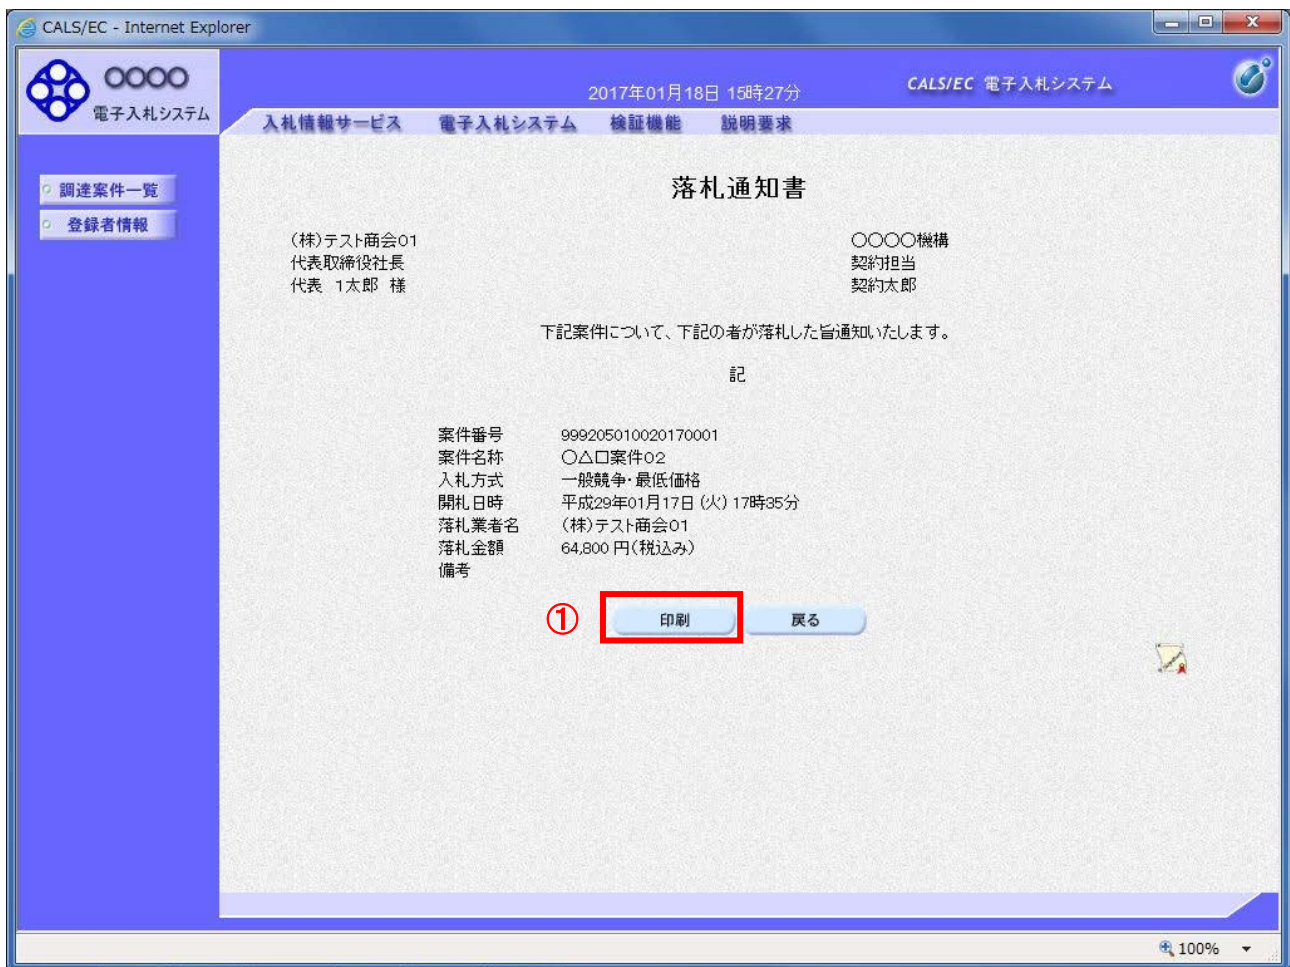 CALS/EC - Internet Explorer
○○○○
電子入札システム
2017年01月18日 15時27分
CALS/EC 電子入札システム
入札情報サービス 電子入札システム 検証機能 説明要求
調達案件一覧
登録者情報
落札通知書
(株)テスト商会01
代表取締役社長
代表 1太郎 様
○○○○機構
契約担当
契約太郎
下記案件について、下記の者が落札した旨通知いたします。
記
案件番号 999205010020170001
案件名称 ○△□案件02
入札方式 一般競争・最低価格
開札日時 平成29年01月17日(火) 17時35分
落札業者名 (株)テスト商会01
落札金額 64,800 円(税込み)
備考
① 印刷 戻る
100%